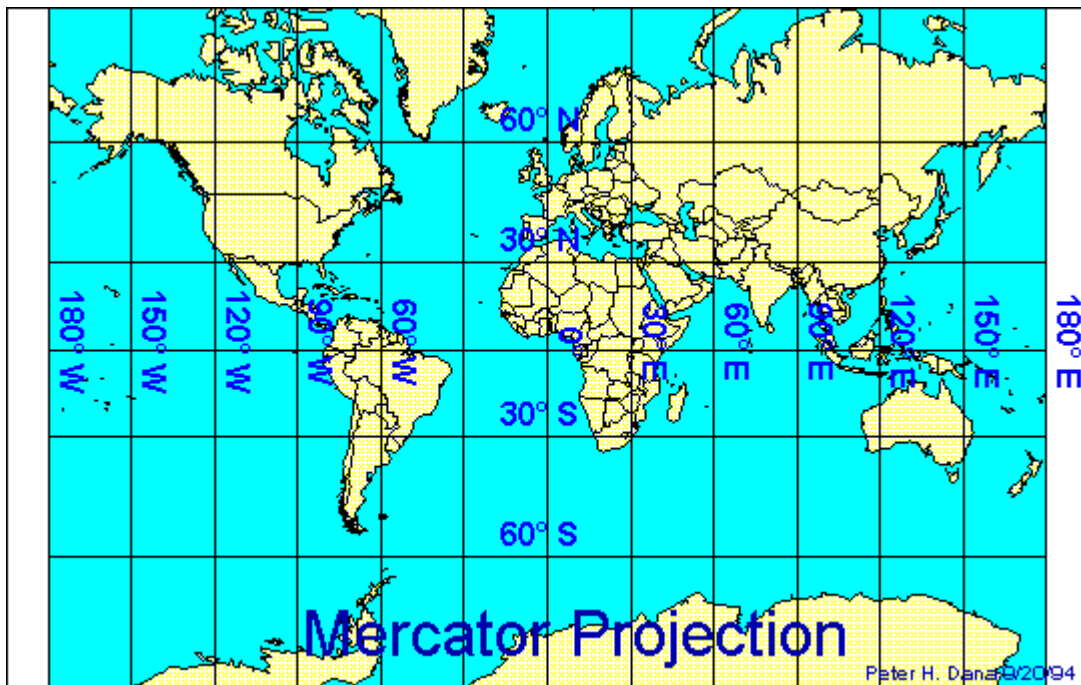 60° N
30° N
180° W
150° W
120° W
90° W
60° W
0°
30° E
60° E
90° E
120° E
150° E
180° E
30° S
60° S
Mercator Projection
Peter H. Dana 9/20/94